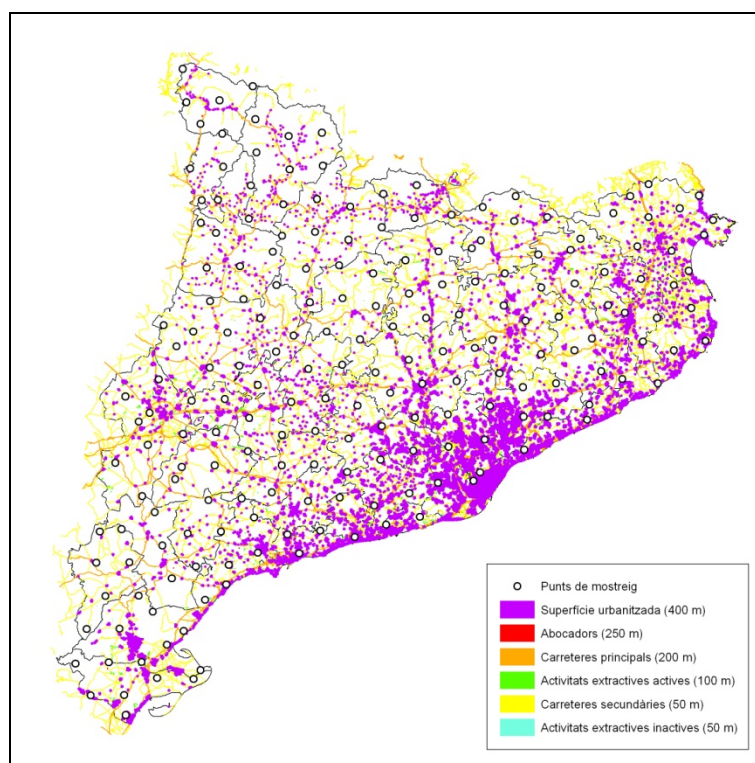 Punts de mostreig
Superfície urbanitzada (400 m)
Abocadors (250 m)
Carreteres principals (200 m)
Activitats extractives actives (100 m)
Carreteres secundàries (50 m)
Activitats extractives inactives (50 m)